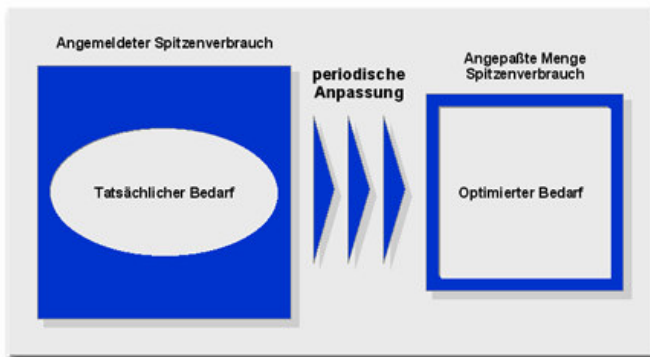 Angemeldeter Spitzenverbrauch
Tatsächlicher Bedarf
periodische
Anpassung
Angepaßte Menge
Spitzenverbrauch
Optimierter Bedarf